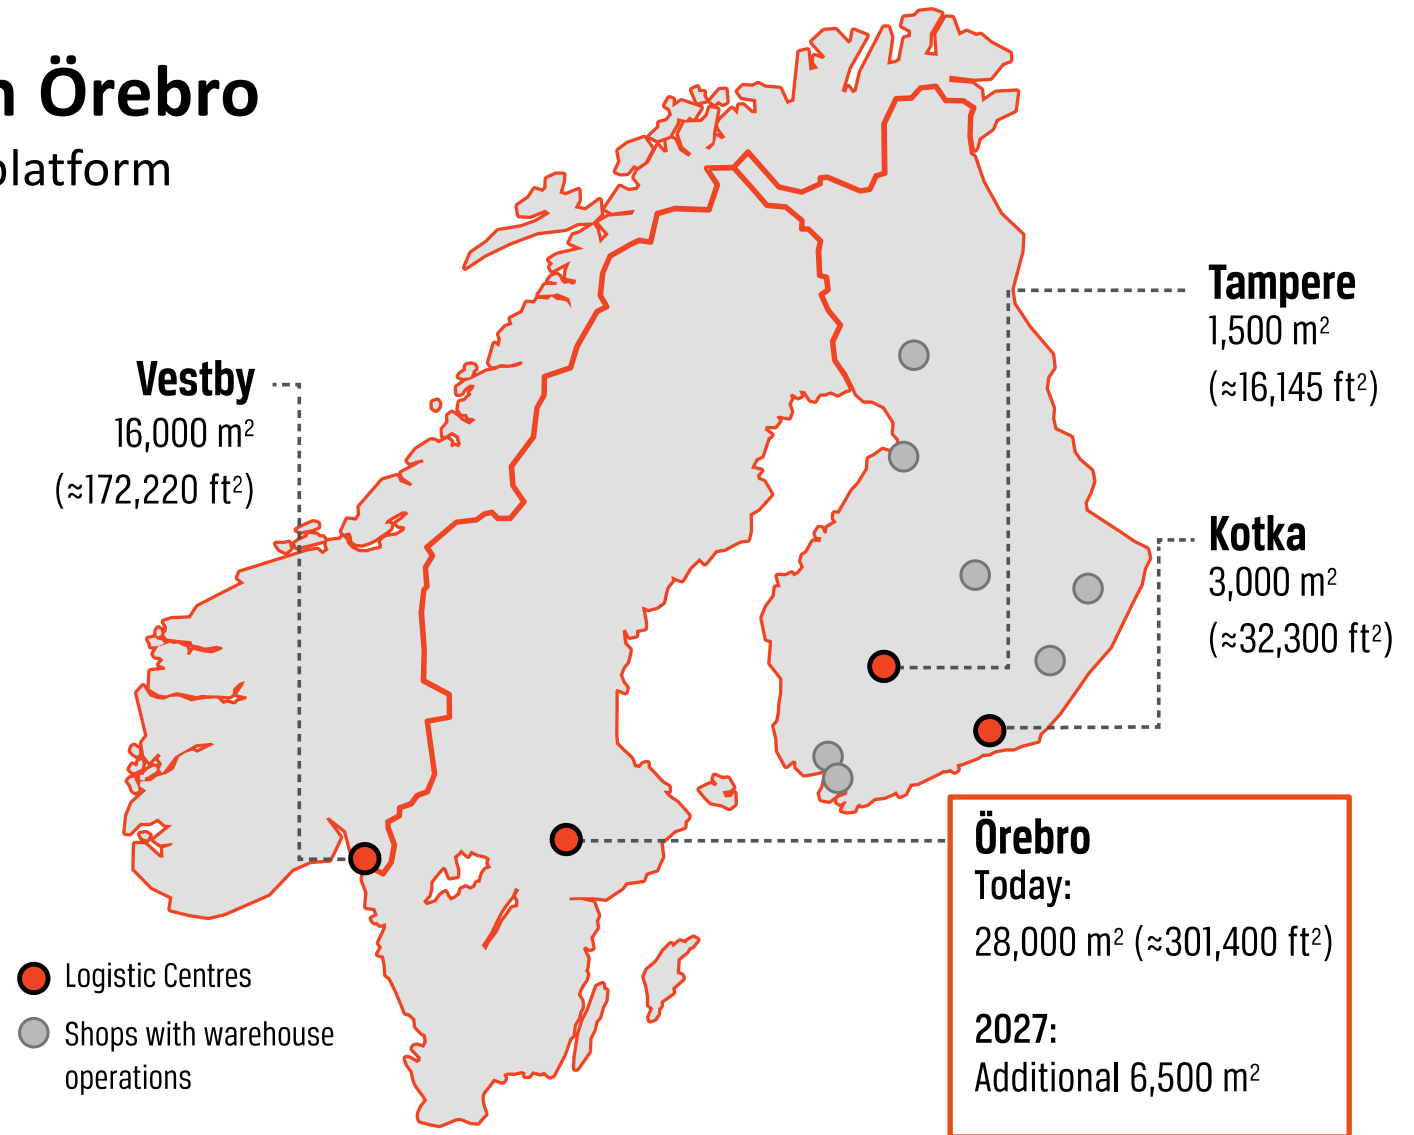 n Örebro
platform
Tampere
1,500 m²
(≈16,145 ft²)
Vestby
16,000 m²
(≈172,220 ft²)
Kotka
3,000 m²
(≈32,300 ft²)
Örebro
Today:
28,000 m² (≈301,400 ft²)
2027:
Additional 6,500 m²
Logistic Centres
Shops with warehouse
operations